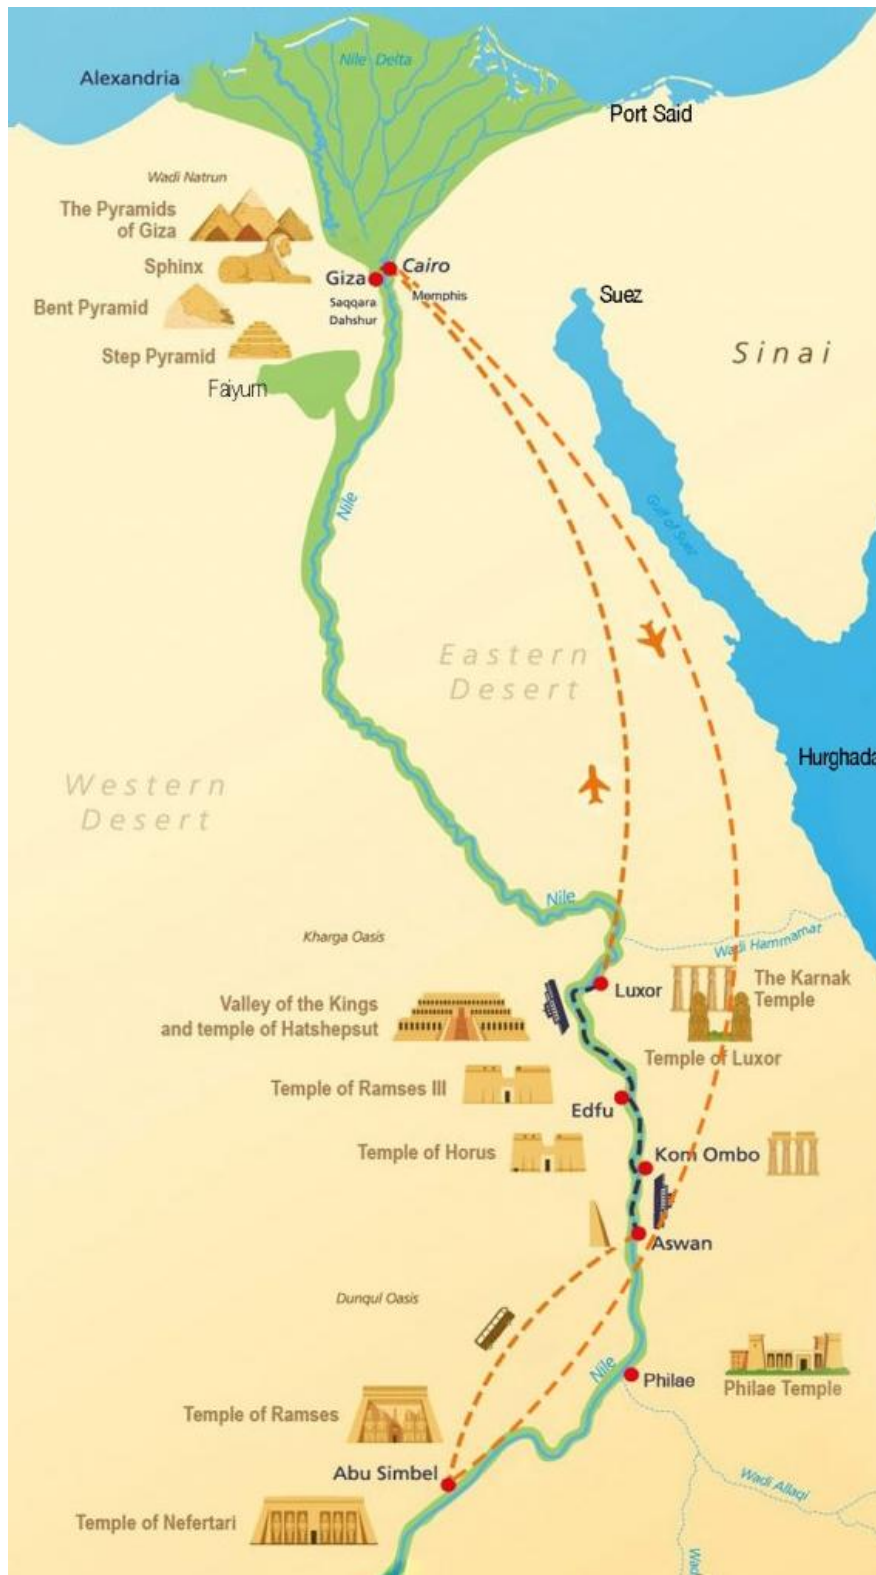 Nile Delta
Alexandria
Port Said
Wadi Natrun
The Pyramids
of Giza
Sphinx
Giza
Cairo
Bent Pyramid
Saqqara
Dahshur
Memphis
Suez
Step Pyramid
Sinai
Faiyum
Nile
Gulf of Suez
Eastern
Desert
Western
Desert
Hurghada
Nile
Kharga Oasis
Wadi Hammamat
Valley of the Kings
and temple of Hatshepsut
Luxor
The Karnak
Temple
Temple of Luxor
Temple of Ramses III
Edfu
Temple of Horus
Kom Ombo
Aswan
Dunqul Oasis
Nile
Philae
Philae Temple
Temple of Ramses
Abu Simbel
Wadi Allaqi
Temple of Nefertari
Wad